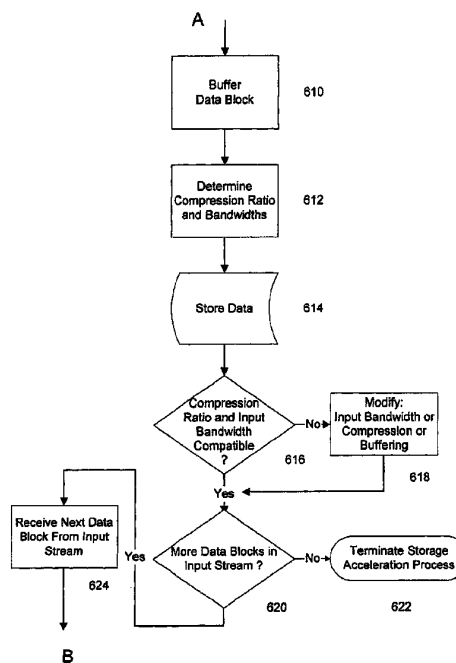 A
Buffer
Data Block
610
Determine
Compression Ratio
and Bandwidths
612
Store Data
614
Compression
Ratio and Input
Bandwidth
Compatible
?
616
No
Modify:
Input Bandwidth or
Compression or
Buffering
618
Yes
More Data Blocks in
Input Stream ?
620
No
Terminate Storage
Acceleration Process
622
Yes
Receive Next Data
Block From Input
Stream
624
B